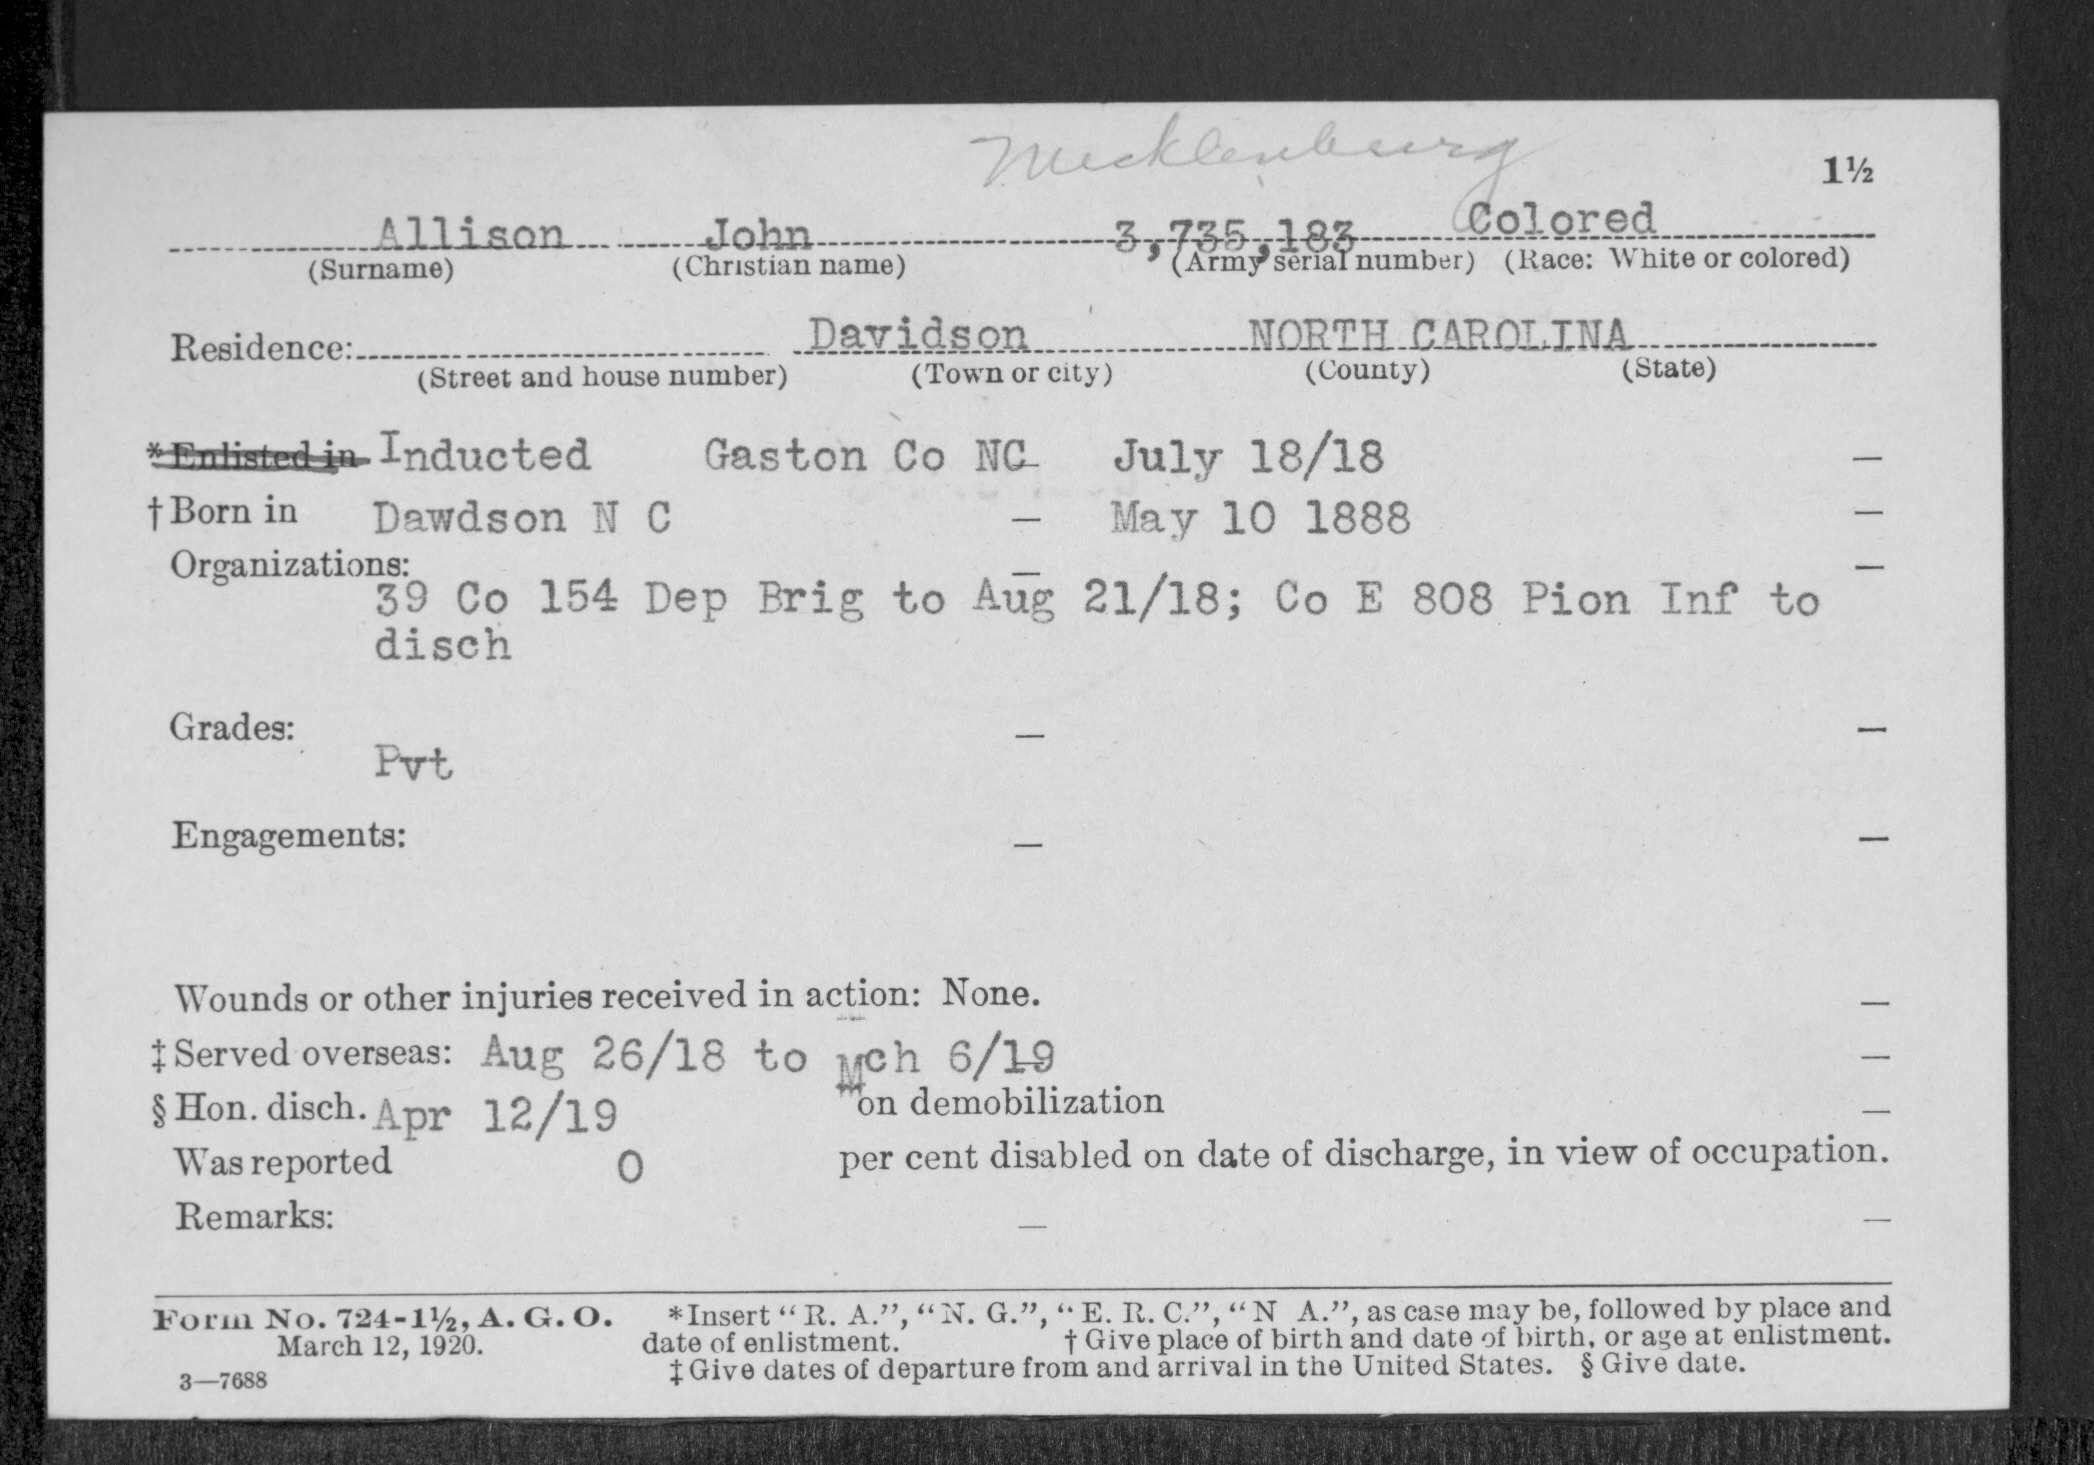 Mecklenburg
1½
Allison John 3,735,183 Colored
(Surname) (Christian name) (Army serial number) (Race: White or colored)
Residence: Davidson NORTH CAROLINA
(Street and house number) (Town or city) (County) (State)
*Enlisted in Inducted Gaston Co NC July 18/18 —
†Born in Dawdson N C — May 10 1888 —
Organizations: — —
39 Co 154 Dep Brig to Aug 21/18; Co E 808 Pion Inf to
disch
Grades: — —
Pvt
Engagements: — —
Wounds or other injuries received in action: None. —
‡Served overseas: Aug 26/18 to Mch 6/19 —
§Hon. disch. Apr 12/19 on demobilization —
Was reported 0 per cent disabled on date of discharge, in view of occupation.
Remarks: — —
Form No. 724-1½, A. G. O. *Insert "R. A.", "N. G.", "E. R. C.", "N A.", as case may be, followed by place and
March 12, 1920. date of enlistment. †Give place of birth and date of birth, or age at enlistment.
3—7688 ‡Give dates of departure from and arrival in the United States. §Give date.